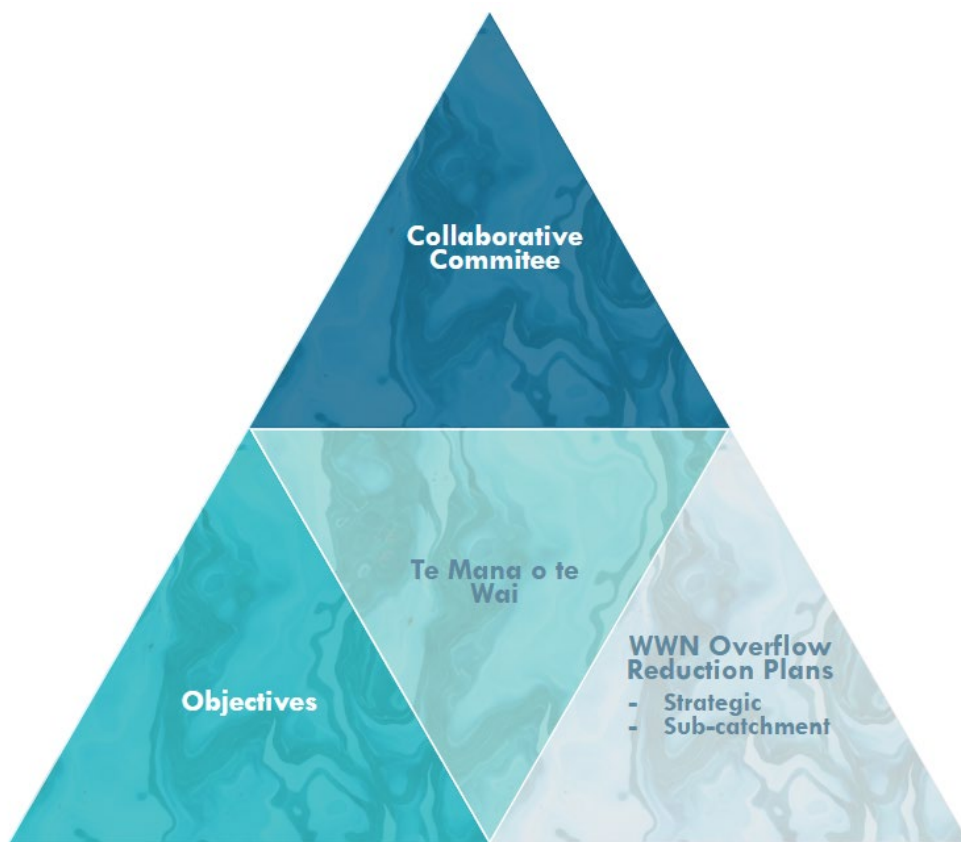 Collaborative
Commitee
Te Mana o te
Wai
Objectives
WWN Overflow
Reduction Plans
- Strategic
- Sub-catchment